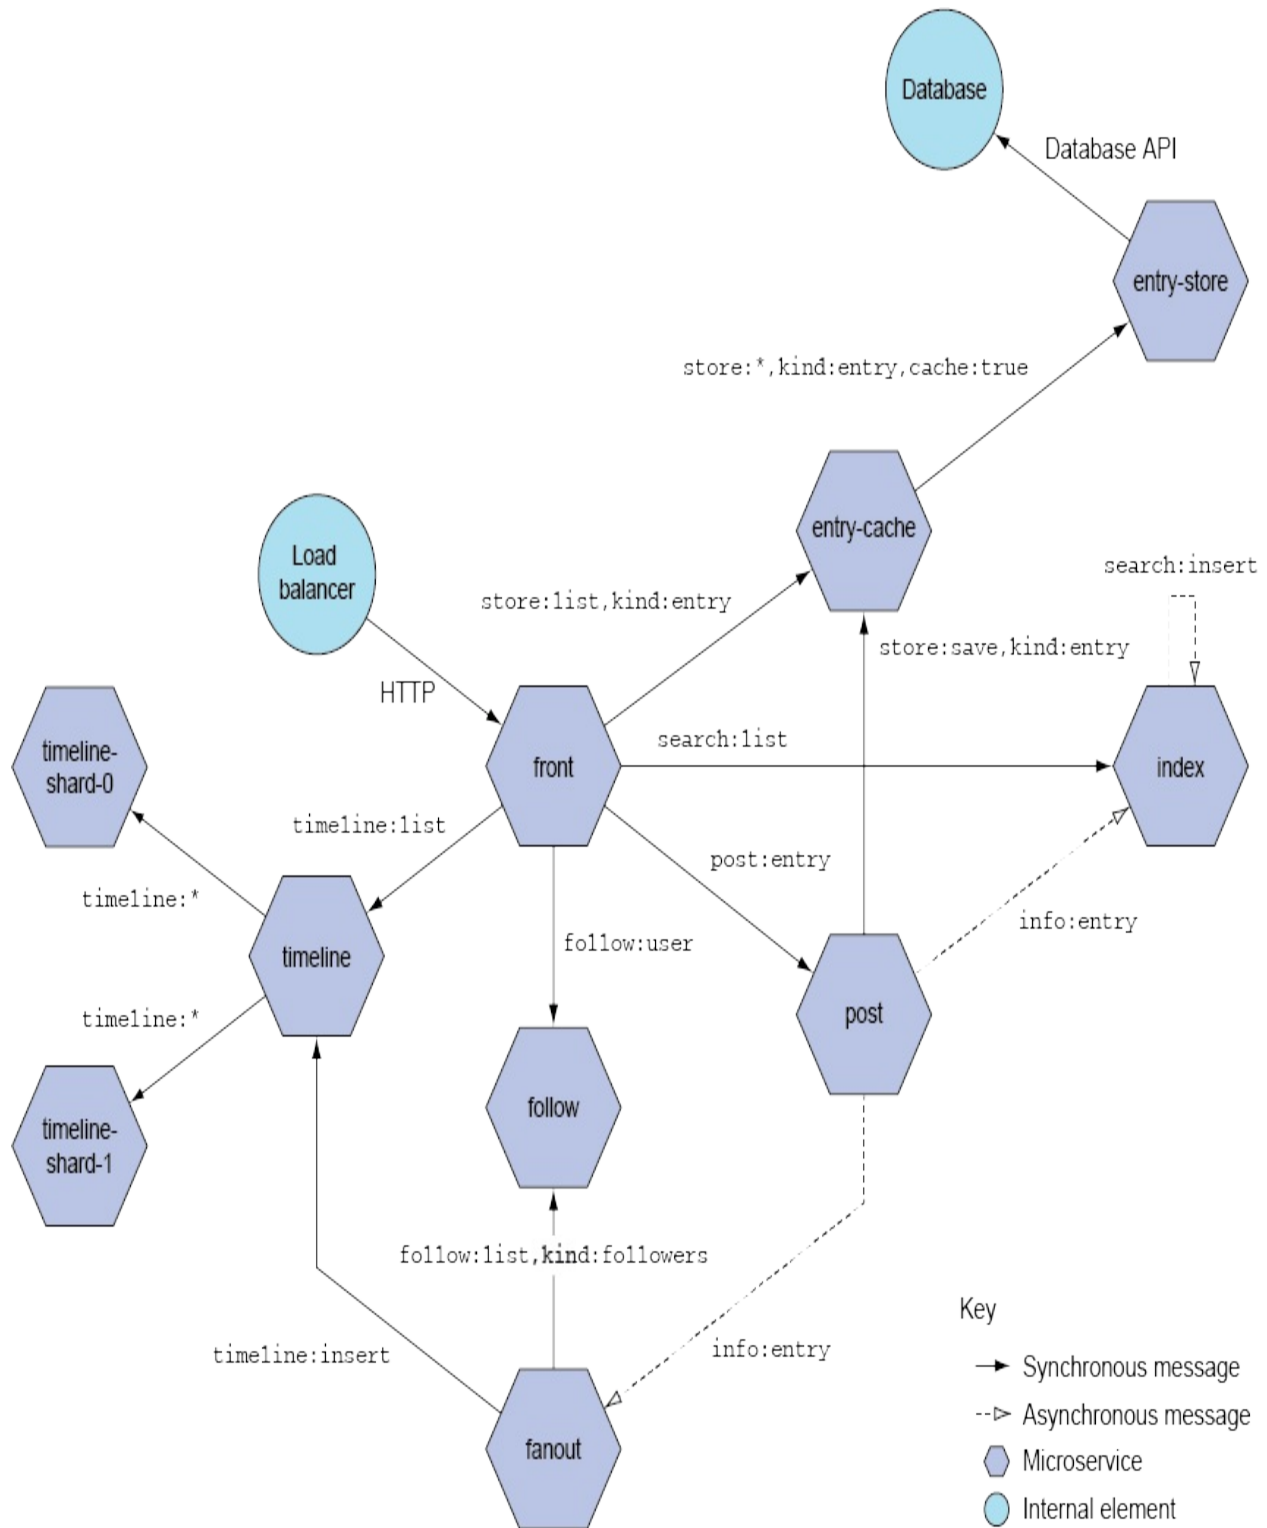 Database
Database API
entry-store
store:*,kind:entry,cache:true
entry-cache
Load
balancer
search:insert
store:list,kind:entry
store:save,kind:entry
HTTP
timeline-
shard-0
front
search:list
index
timeline:list
post:entry
timeline:*
info:entry
follow:user
timeline
post
timeline:*
follow
timeline-
shard-1
follow:list,kind:followers
timeline:insert
info:entry
fanout
Key
Synchronous message
Asynchronous message
Microservice
Internal element